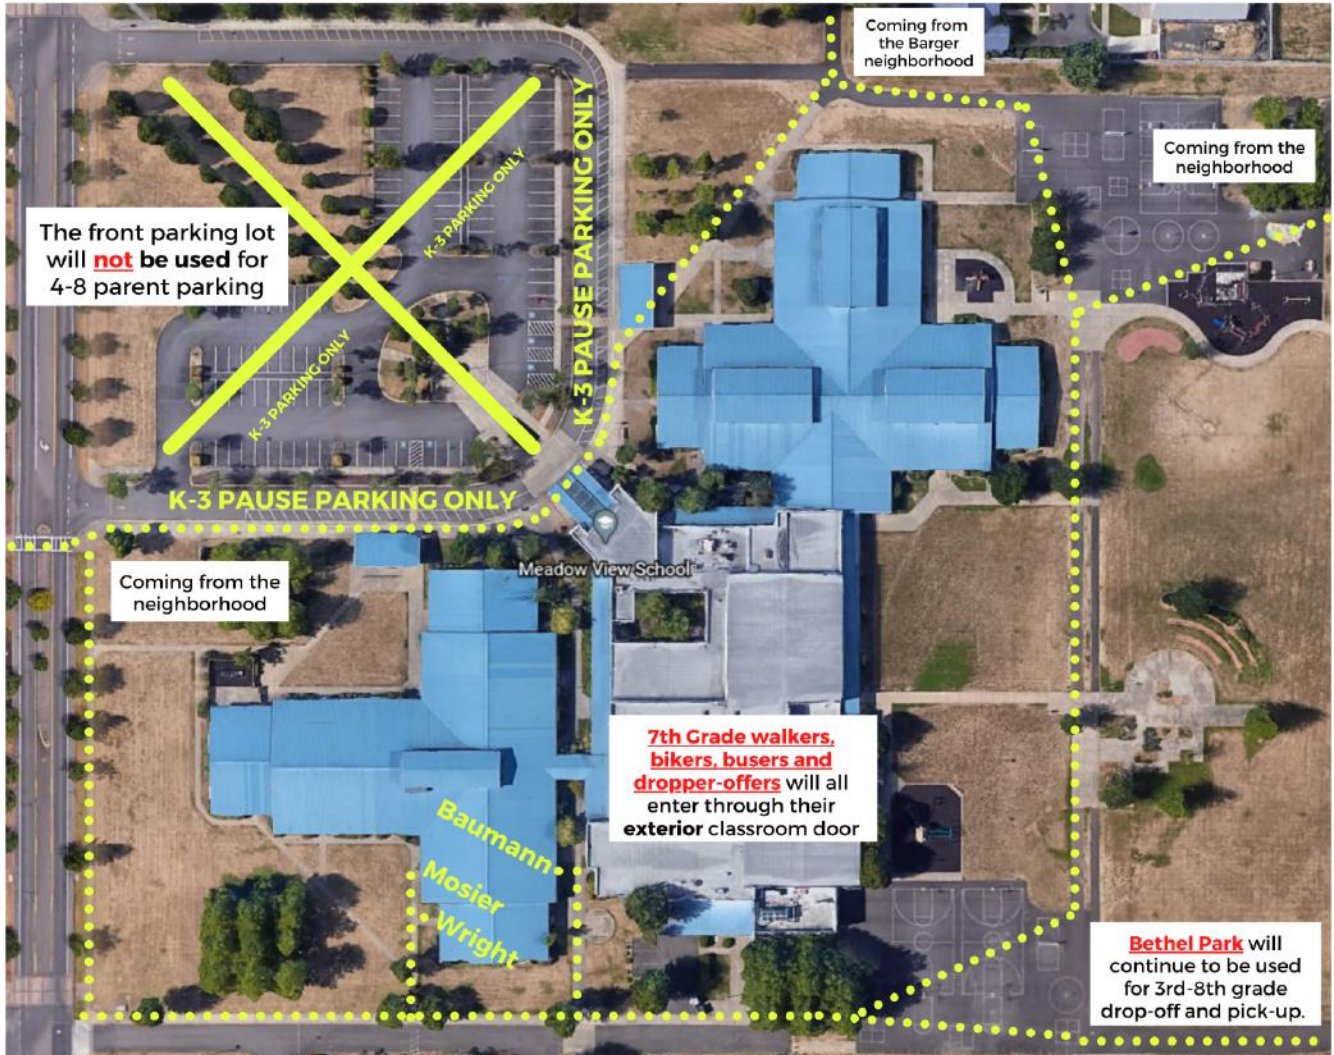 Coming from
the Barger
neighborhood
Coming from the
neighborhood
The front parking lot
will not be used for
4-8 parent parking
K-3 PARKING ONLY
K-3 PARKING ONLY
K-3 PAUSE PARKING ONLY
K-3 PAUSE PARKING ONLY
Meadow View School
Coming from the
neighborhood
7th Grade walkers,
bikers, busers and
dropper-offers will all
enter through their
exterior classroom door
Baumann
Mosier
Wright
Bethel Park will
continue to be used
for 3rd-8th grade
drop-off and pick-up.